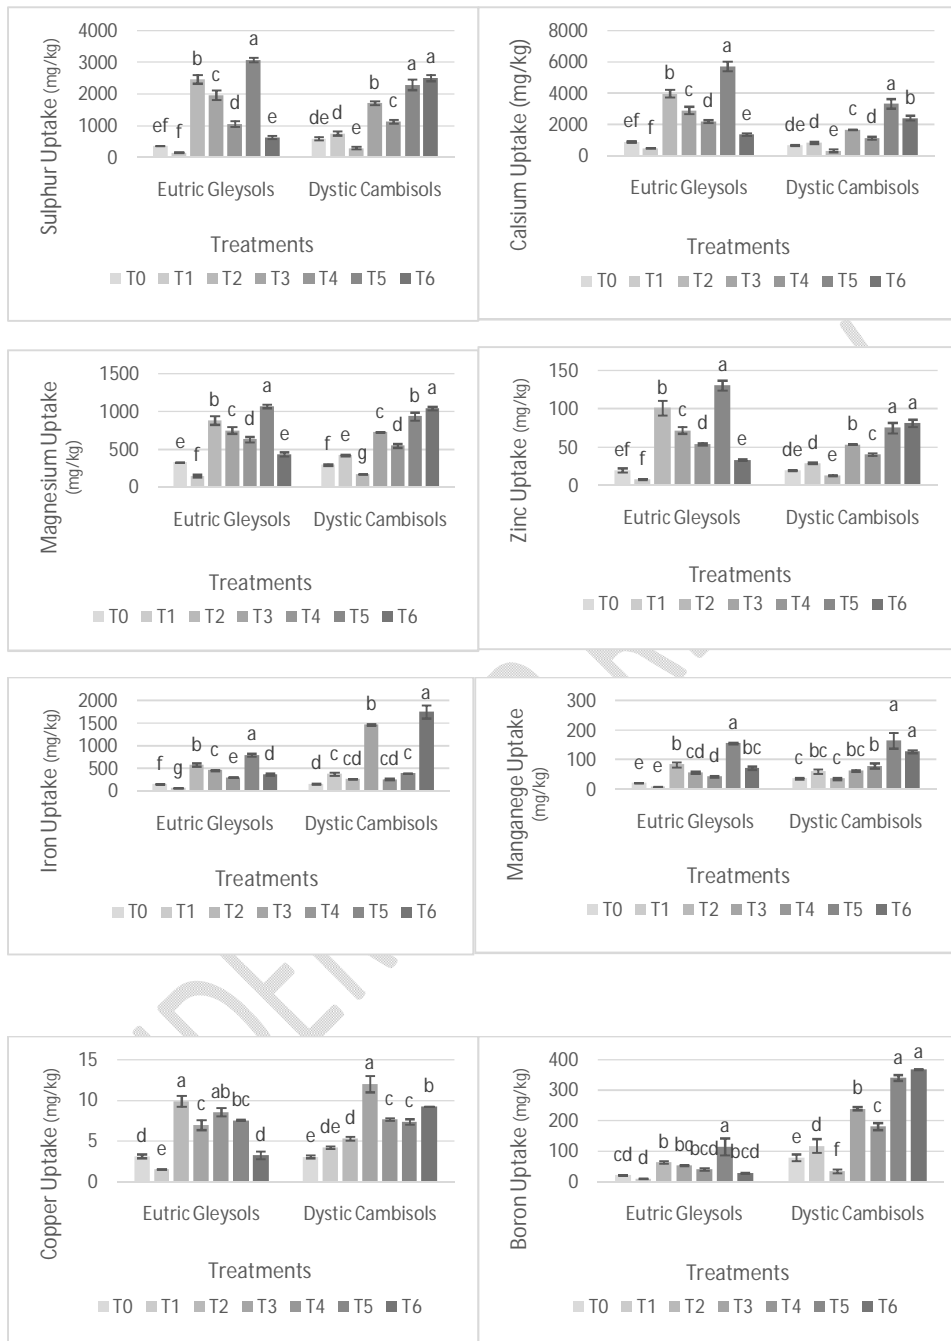 Sulphur Uptake (mg/kg)
4000
3000
2000
1000
0
ef f b c d a e
de d e b c a a
Eutric Gleysols Dystic Cambisols
Treatments
T0 T1 T2 T3 T4 T5 T6
Calsium Uptake (mg/kg)
8000
6000
4000
2000
0
ef f b c d a e
de d e c d a b
Eutric Gleysols Dystic Cambisols
Treatments
T0 T1 T2 T3 T4 T5 T6
Magnesium Uptake
(mg/kg)
1500
1000
500
0
e f b c d a e
f e g c d b a
Eutric Gleysols Dystic Cambisols
Treatments
T0 T1 T2 T3 T4 T5 T6
Zinc Uptake (mg/kg)
150
100
50
0
ef f b c d a e
de d e b c a a
Eutric Gleysols Dystic Cambisols
Treatments
T0 T1 T2 T3 T4 T5 T6
Iron Uptake (mg/kg)
2000
1500
1000
500
0
f g b c e a d
d c cd b cd c a
Eutric Gleysols Dystic Cambisols
Treatments
T0 T1 T2 T3 T4 T5 T6
Manganege Uptake
(mg/kg)
300
200
100
0
e e b cd d a bc
c bc c bc b a a
Eutric Gleysols Dystic Cambisols
Treatments
T0 T1 T2 T3 T4 T5 T6
Copper Uptake (mg/kg)
15
10
5
0
d e a c ab bc d
e de d a c c b
Eutric Gleysols Dystic Cambisols
Treatments
T0 T1 T2 T3 T4 T5 T6
Boron Uptake (mg/kg)
400
300
200
100
0
cd d b bc bcd a bcd
e d f b c a a
Eutric Gleysols Dystic Cambisols
Treatments
T0 T1 T2 T3 T4 T5 T6